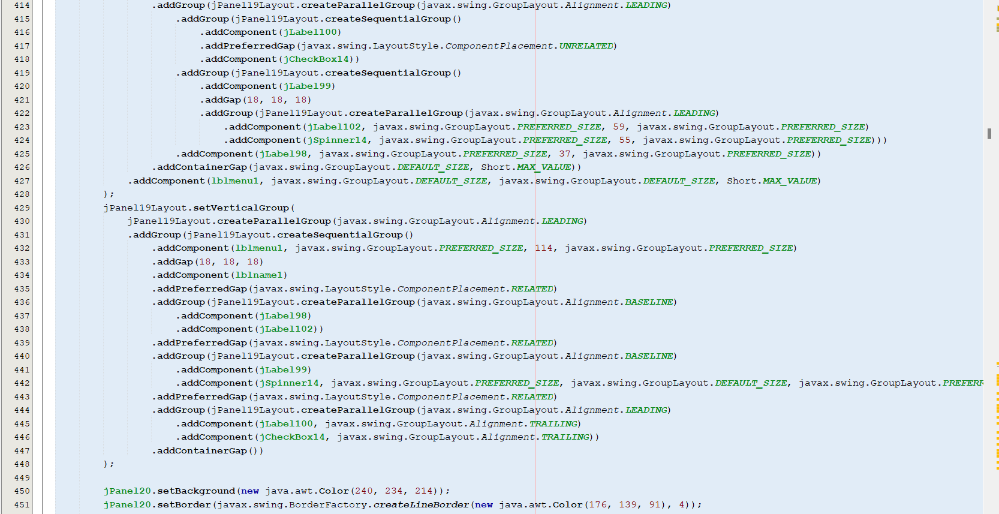 414 .addGroup(jPanel19Layout.createParallelGroup(javax.swing.GroupLayout.Alignment.LEADING)
415 .addGroup(jPanel19Layout.createSequentialGroup()
416 .addComponent(jLabel100)
417 .addPreferredGap(javax.swing.LayoutStyle.ComponentPlacement.UNRELATED)
418 .addComponent(jCheckBox14))
419 .addGroup(jPanel19Layout.createSequentialGroup()
420 .addComponent(jLabel99)
421 .addGap(18, 18, 18)
422 .addGroup(jPanel19Layout.createParallelGroup(javax.swing.GroupLayout.Alignment.LEADING)
423 .addComponent(jLabel102, javax.swing.GroupLayout.PREFERRED_SIZE, 59, javax.swing.GroupLayout.PREFERRED_SIZE)
424 .addComponent(jSpinner14, javax.swing.GroupLayout.PREFERRED_SIZE, 55, javax.swing.GroupLayout.PREFERRED_SIZE)))
425 .addComponent(jLabel98, javax.swing.GroupLayout.PREFERRED_SIZE, 37, javax.swing.GroupLayout.PREFERRED_SIZE))
426 .addContainerGap(javax.swing.GroupLayout.DEFAULT_SIZE, Short.MAX_VALUE))
427 .addComponent(lblmenu1, javax.swing.GroupLayout.DEFAULT_SIZE, javax.swing.GroupLayout.DEFAULT_SIZE, Short.MAX_VALUE)
428 );
429 jPanel19Layout.setVerticalGroup(
430 jPanel19Layout.createParallelGroup(javax.swing.GroupLayout.Alignment.LEADING)
431 .addGroup(jPanel19Layout.createSequentialGroup()
432 .addComponent(lblmenu1, javax.swing.GroupLayout.PREFERRED_SIZE, 114, javax.swing.GroupLayout.PREFERRED_SIZE)
433 .addGap(18, 18, 18)
434 .addComponent(lblname1)
435 .addPreferredGap(javax.swing.LayoutStyle.ComponentPlacement.RELATED)
436 .addGroup(jPanel19Layout.createParallelGroup(javax.swing.GroupLayout.Alignment.BASELINE)
437 .addComponent(jLabel98)
438 .addComponent(jLabel102))
439 .addPreferredGap(javax.swing.LayoutStyle.ComponentPlacement.RELATED)
440 .addGroup(jPanel19Layout.createParallelGroup(javax.swing.GroupLayout.Alignment.BASELINE)
441 .addComponent(jLabel99)
442 .addComponent(jSpinner14, javax.swing.GroupLayout.PREFERRED_SIZE, javax.swing.GroupLayout.DEFAULT_SIZE, javax.swing.GroupLayout.PREFERR
443 .addPreferredGap(javax.swing.LayoutStyle.ComponentPlacement.RELATED)
444 .addGroup(jPanel19Layout.createParallelGroup(javax.swing.GroupLayout.Alignment.LEADING)
445 .addComponent(jLabel100, javax.swing.GroupLayout.Alignment.TRAILING)
446 .addComponent(jCheckBox14, javax.swing.GroupLayout.Alignment.TRAILING))
447 .addContainerGap())
448 );
449
450 jPanel20.setBackground(new java.awt.Color(240, 234, 214));
451 jPanel20.setBorder(javax.swing.BorderFactory.createLineBorder(new java.awt.Color(176, 139, 91), 4));